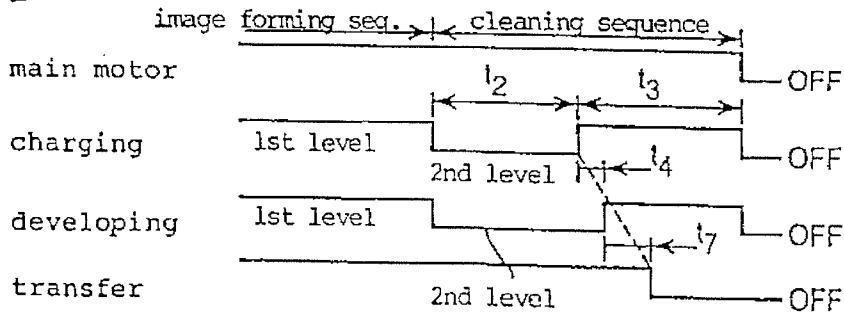 image forming seq. cleaning sequence
main motor OFF
t2 t3
charging 1st level 2nd level OFF
t4
developing 1st level OFF
t7
transfer 2nd level OFF